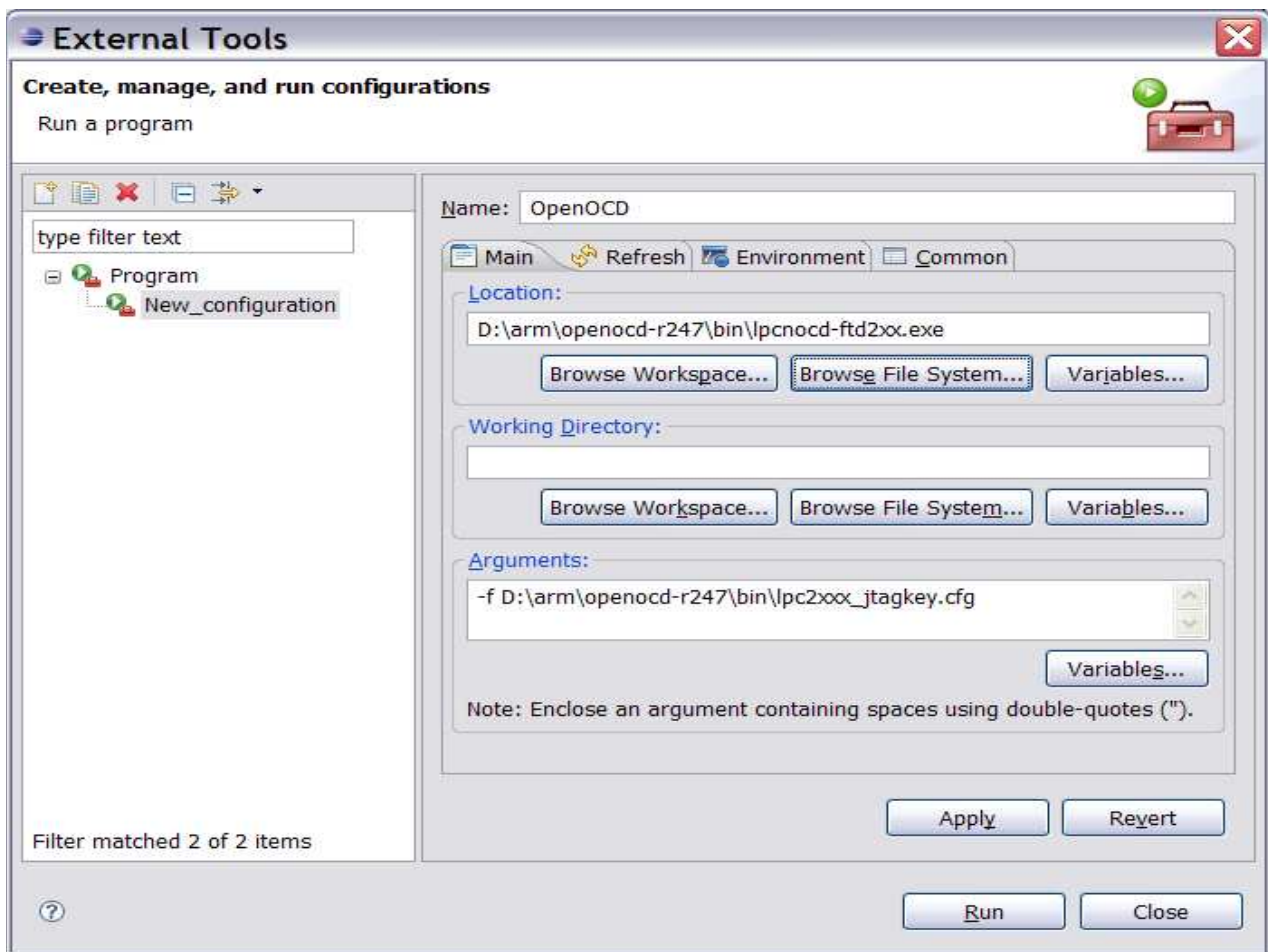 External Tools
Create, manage, and run configurations
Run a program
type filter text
Program
New_configuration
Filter matched 2 of 2 items
Name: OpenOCD
Main Refresh Environment Common
Location:
D:\arm\openocd-r247\bin\lpcnocd-ftd2xx.exe
Browse Workspace... Browse File System... Variables...
Working Directory:
Browse Workspace... Browse File System... Variables...
Arguments:
-f D:\arm\openocd-r247\bin\lpc2xxx_jtagkey.cfg
Variables...
Note: Enclose an argument containing spaces using double-quotes (").
Apply Revert
? Run Close